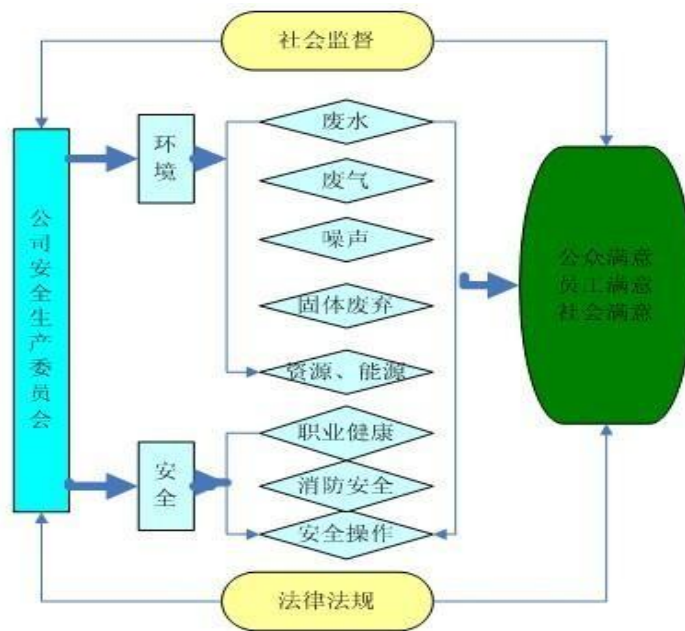 社会监督
环境
公司安全生产委员会
废水
废气
噪声
固体废弃
资源、能源
公众满意
员工满意
社会满意
安全
职业健康
消防安全
安全操作
法律法规